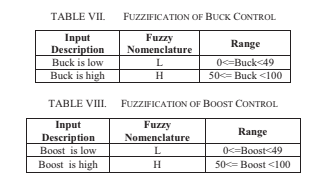 TABLE VII. FUZZIFICATION OF BUCK CONTROL
Input Description Fuzzy Nomenclature Range
Buck is low L 0<=Buck<49
Buck is high H 50<= Buck <100
TABLE VIII. FUZZIFICATION OF BOOST CONTROL
Input Description Fuzzy Nomenclature Range
Boost is low L 0<=Boost<49
Boost is high H 50<= Boost <100